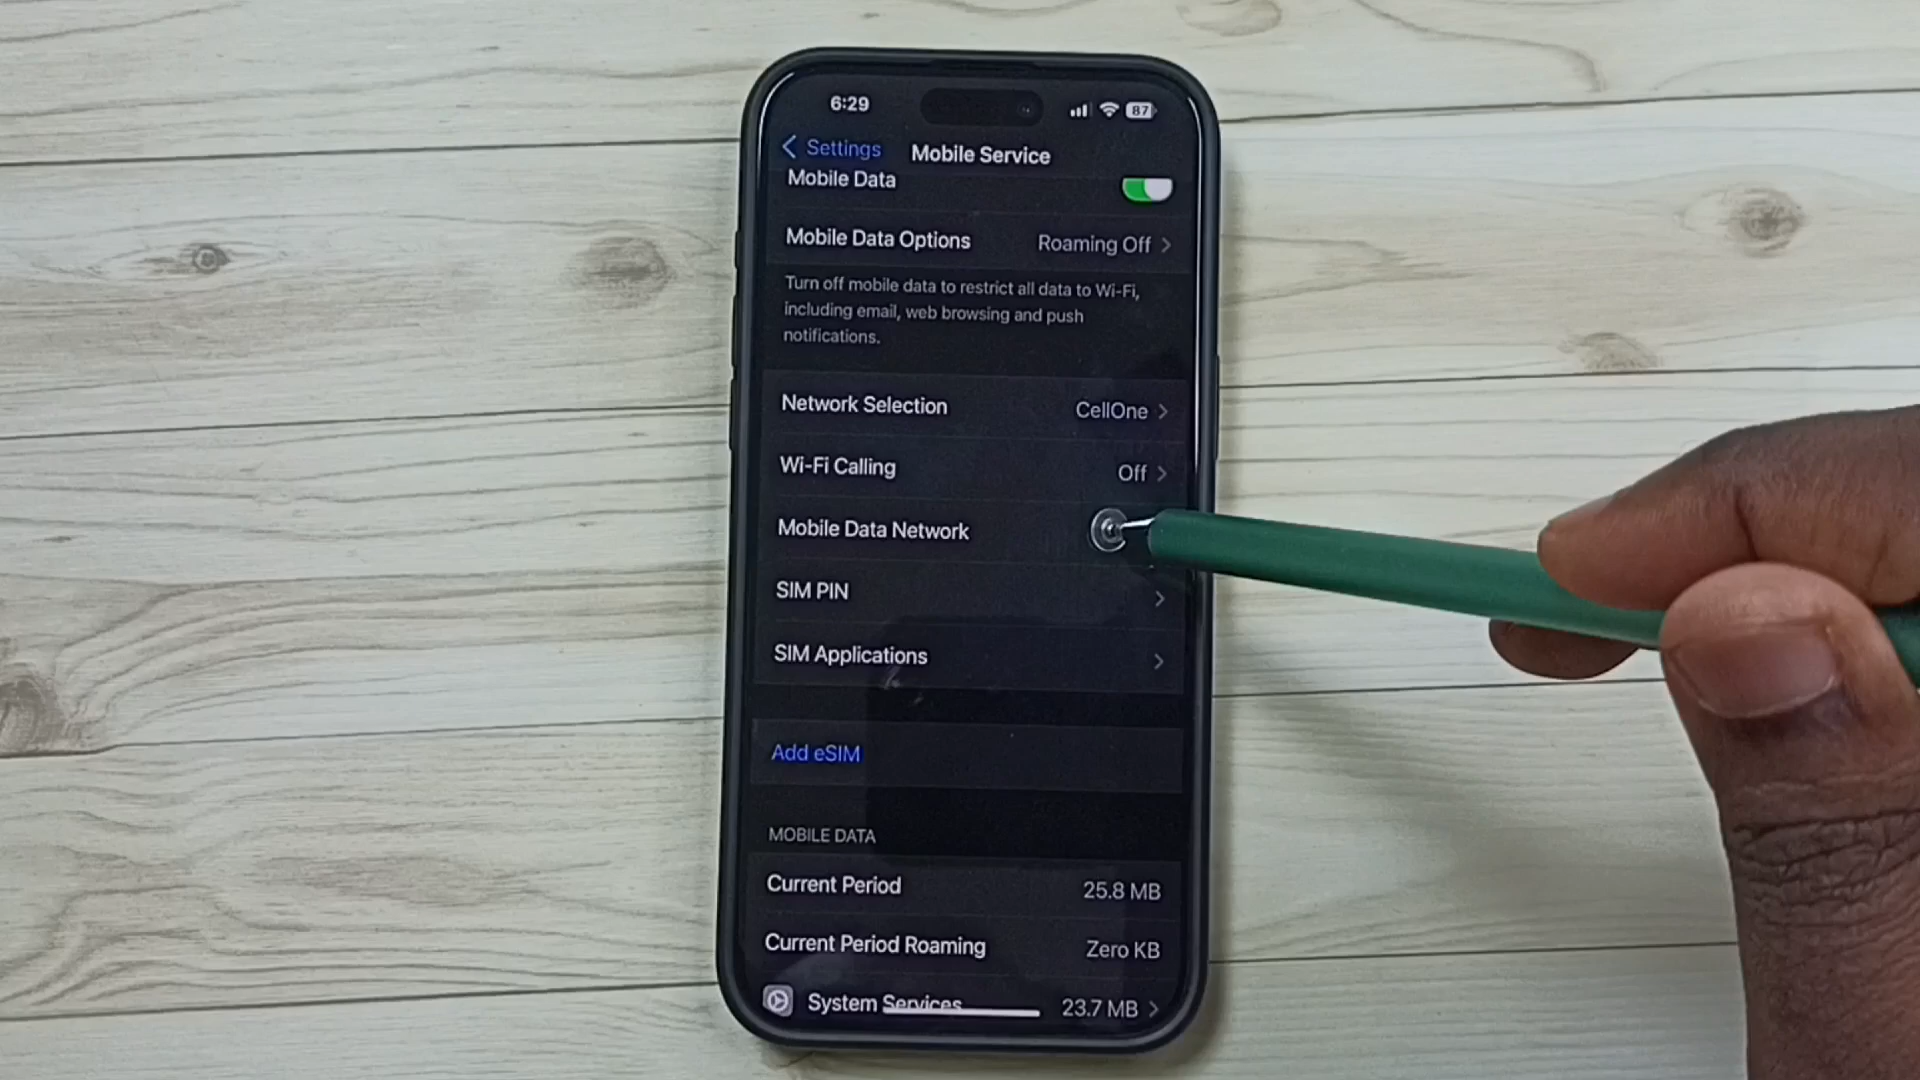 6:29
87
Settings
Mobile Service
Mobile Data
Mobile Data Options
Roaming Off
Turn off mobile data to restrict all data to Wi-Fi,
including email, web browsing and push
notifications.
Network Selection
CellOne
Wi-Fi Calling
Off
Mobile Data Network
SIM PIN
SIM Applications
Add eSIM
MOBILE DATA
Current Period
25.8 MB
Current Period Roaming
Zero KB
System Services
23.7 MB